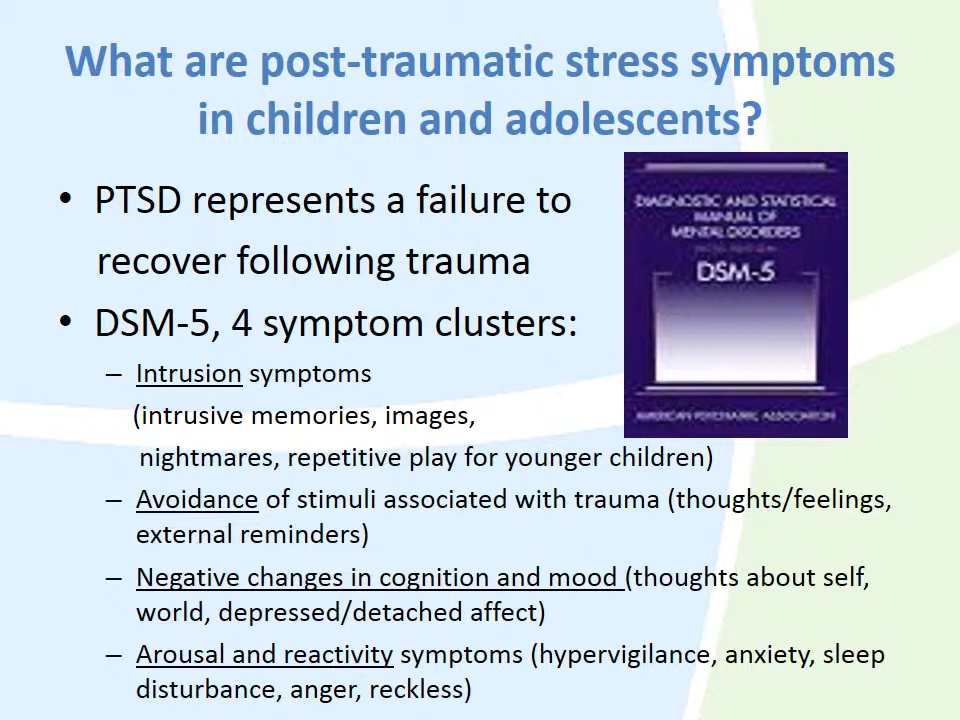 What are post-traumatic stress symptoms
in children and adolescents?
• PTSD represents a failure to
recover following trauma
• DSM-5, 4 symptom clusters:
– Intrusion symptoms
(intrusive memories, images,
nightmares, repetitive play for younger children)
– Avoidance of stimuli associated with trauma (thoughts/feelings,
external reminders)
– Negative changes in cognition and mood (thoughts about self,
world, depressed/detached affect)
– Arousal and reactivity symptoms (hypervigilance, anxiety, sleep
disturbance, anger, reckless)
DIAGNOSTIC AND STATISTICAL
MANUAL OF
MENTAL DISORDERS
DSM-5
AMERICAN PSYCHIATRIC ASSOCIATION